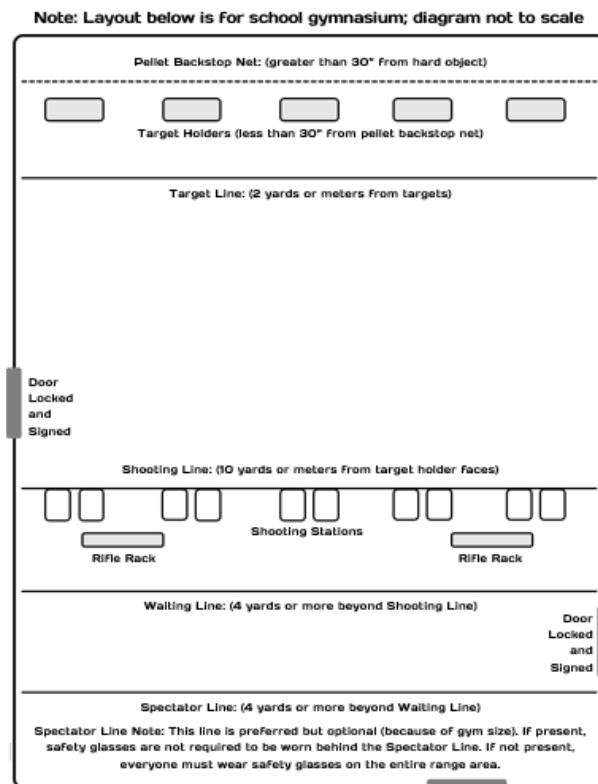 Note: Layout below is for school gymnasium; diagram not to scale
Pellet Backstop Net: (greater than 30" from hard object)
Target Holders (less than 30" from pellet backstop net)
Target Line: (2 yards or meters from targets)
Door
Locked
and
Signed
Shooting Line: (10 yards or meters from target holder faces)
Shooting Stations
Rifle Rack
Rifle Rack
Waiting Line: (4 yards or more beyond Shooting Line)
Door
Locked
and
Signed
Spectator Line: (4 yards or more beyond Waiting Line)
Spectator Line Note: This line is preferred but optional (because of gym size). If present,
safety glasses are not required to be worn behind the Spectator Line. If not present,
everyone must wear safety glasses on the entire range area.